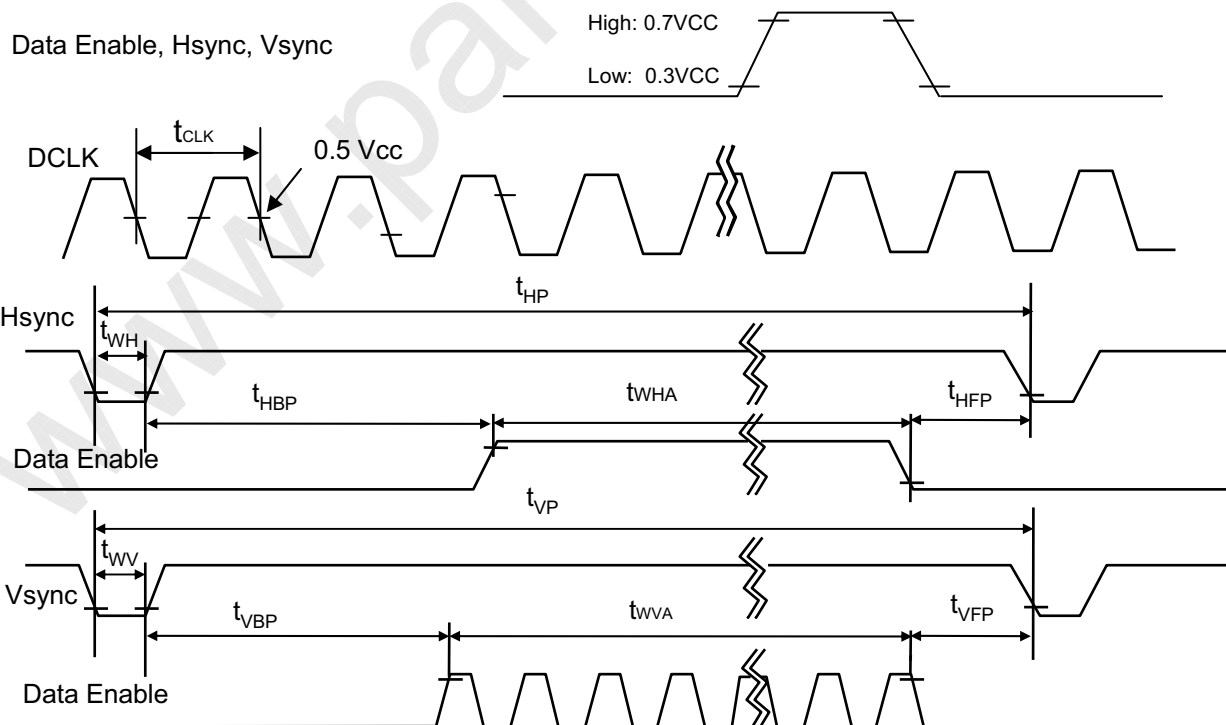 High: 0.7VCC
Data Enable, Hsync, Vsync
Low: 0.3VCC
tCLK
DCLK
0.5 Vcc
tHP
Hsync
tWH
tHBP
tWHA
tHFP
Data Enable
tVP
tWV
Vsync
tVBP
tWVA
tVFP
Data Enable